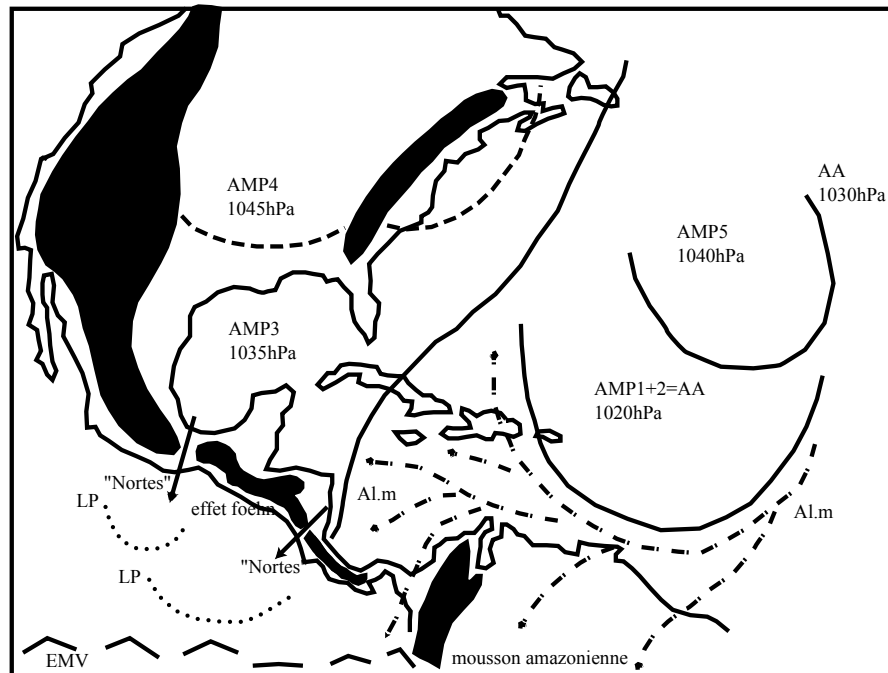 AA
1030hPa
AMP4
1045hPa
AMP5
1040hPa
AMP3
1035hPa
AMP1+2=AA
1020hPa
"Nortes"
LP
effet foehn
Al.m
Al.m
"Nortes"
LP
EMV
mousson amazonienne